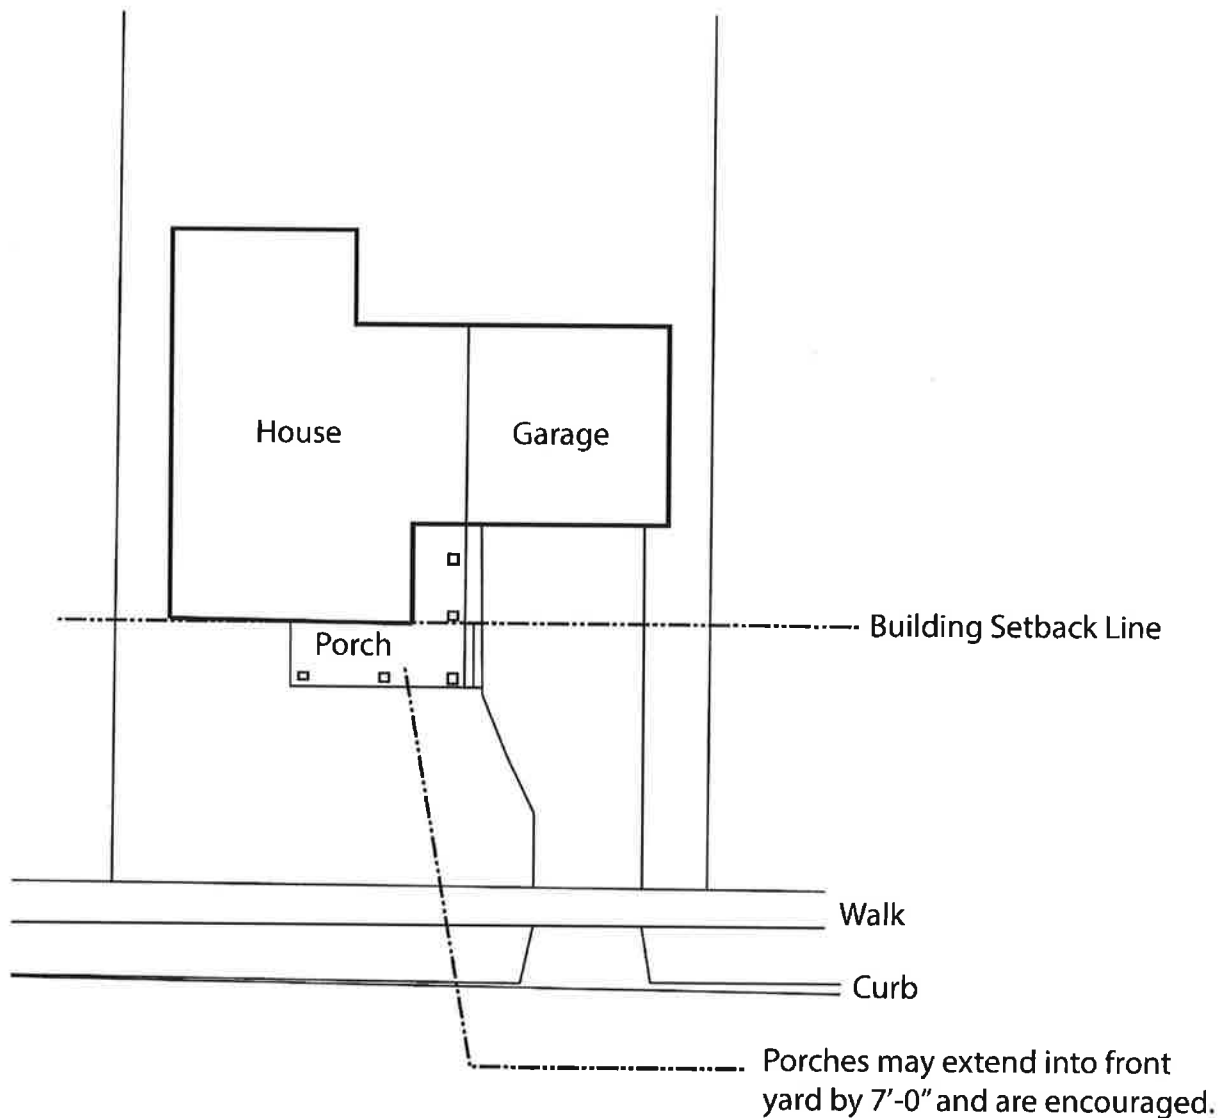 House
Garage
Building Setback Line
Porch
Walk
Curb
Porches may extend into front
yard by 7'-0" and are encouraged.